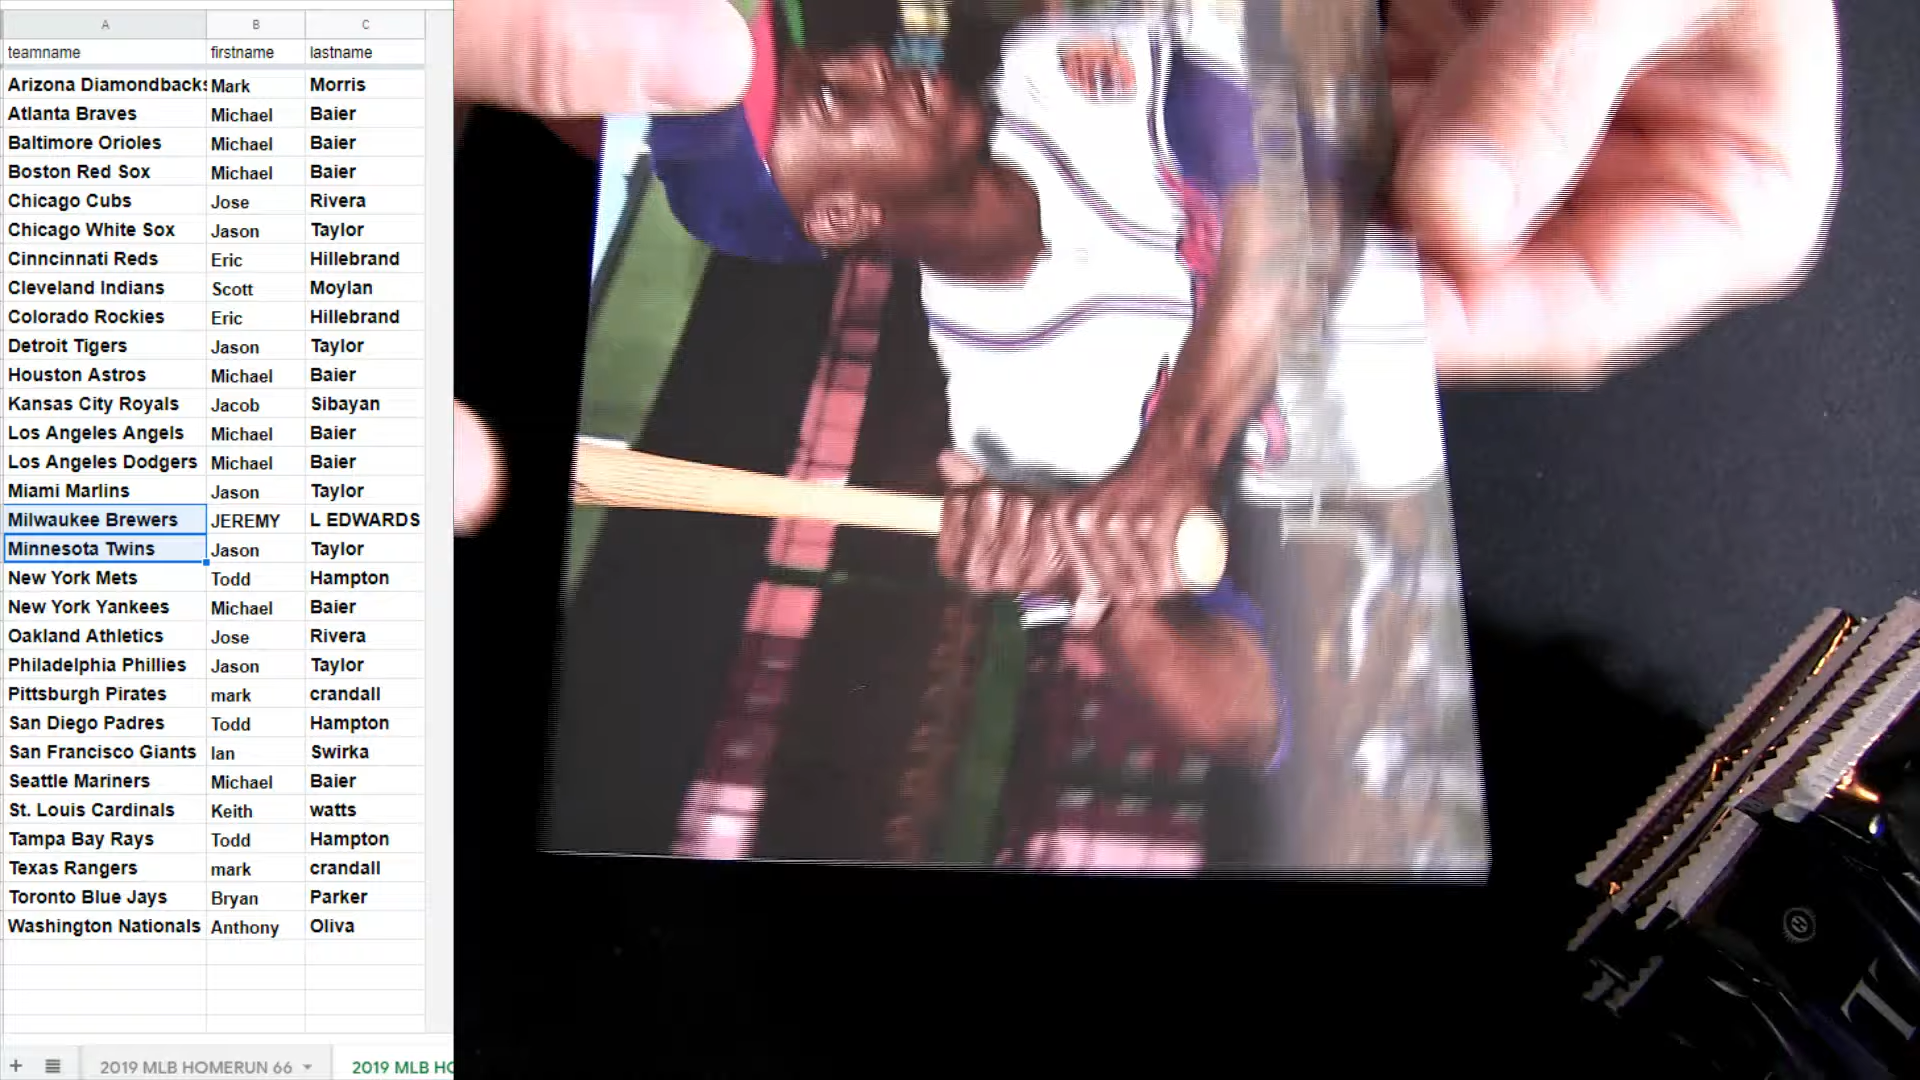 A B C
teamname firstname lastname
Arizona Diamondbacks Mark Morris
Atlanta Braves Michael Baier
Baltimore Orioles Michael Baier
Boston Red Sox Michael Baier
Chicago Cubs Jose Rivera
Chicago White Sox Jason Taylor
Cinncinnati Reds Eric Hillebrand
Cleveland Indians Scott Moylan
Colorado Rockies Eric Hillebrand
Detroit Tigers Jason Taylor
Houston Astros Michael Baier
Kansas City Royals Jacob Sibayan
Los Angeles Angels Michael Baier
Los Angeles Dodgers Michael Baier
Miami Marlins Jason Taylor
Milwaukee Brewers JEREMY L EDWARDS
Minnesota Twins Jason Taylor
New York Mets Todd Hampton
New York Yankees Michael Baier
Oakland Athletics Jose Rivera
Philadelphia Phillies Jason Taylor
Pittsburgh Pirates mark crandall
San Diego Padres Todd Hampton
San Francisco Giants Ian Swirka
Seattle Mariners Michael Baier
St. Louis Cardinals Keith watts
Tampa Bay Rays Todd Hampton
Texas Rangers mark crandall
Toronto Blue Jays Bryan Parker
Washington Nationals Anthony Oliva
2019 MLB HOMERUN 66 2019 MLB HO
T